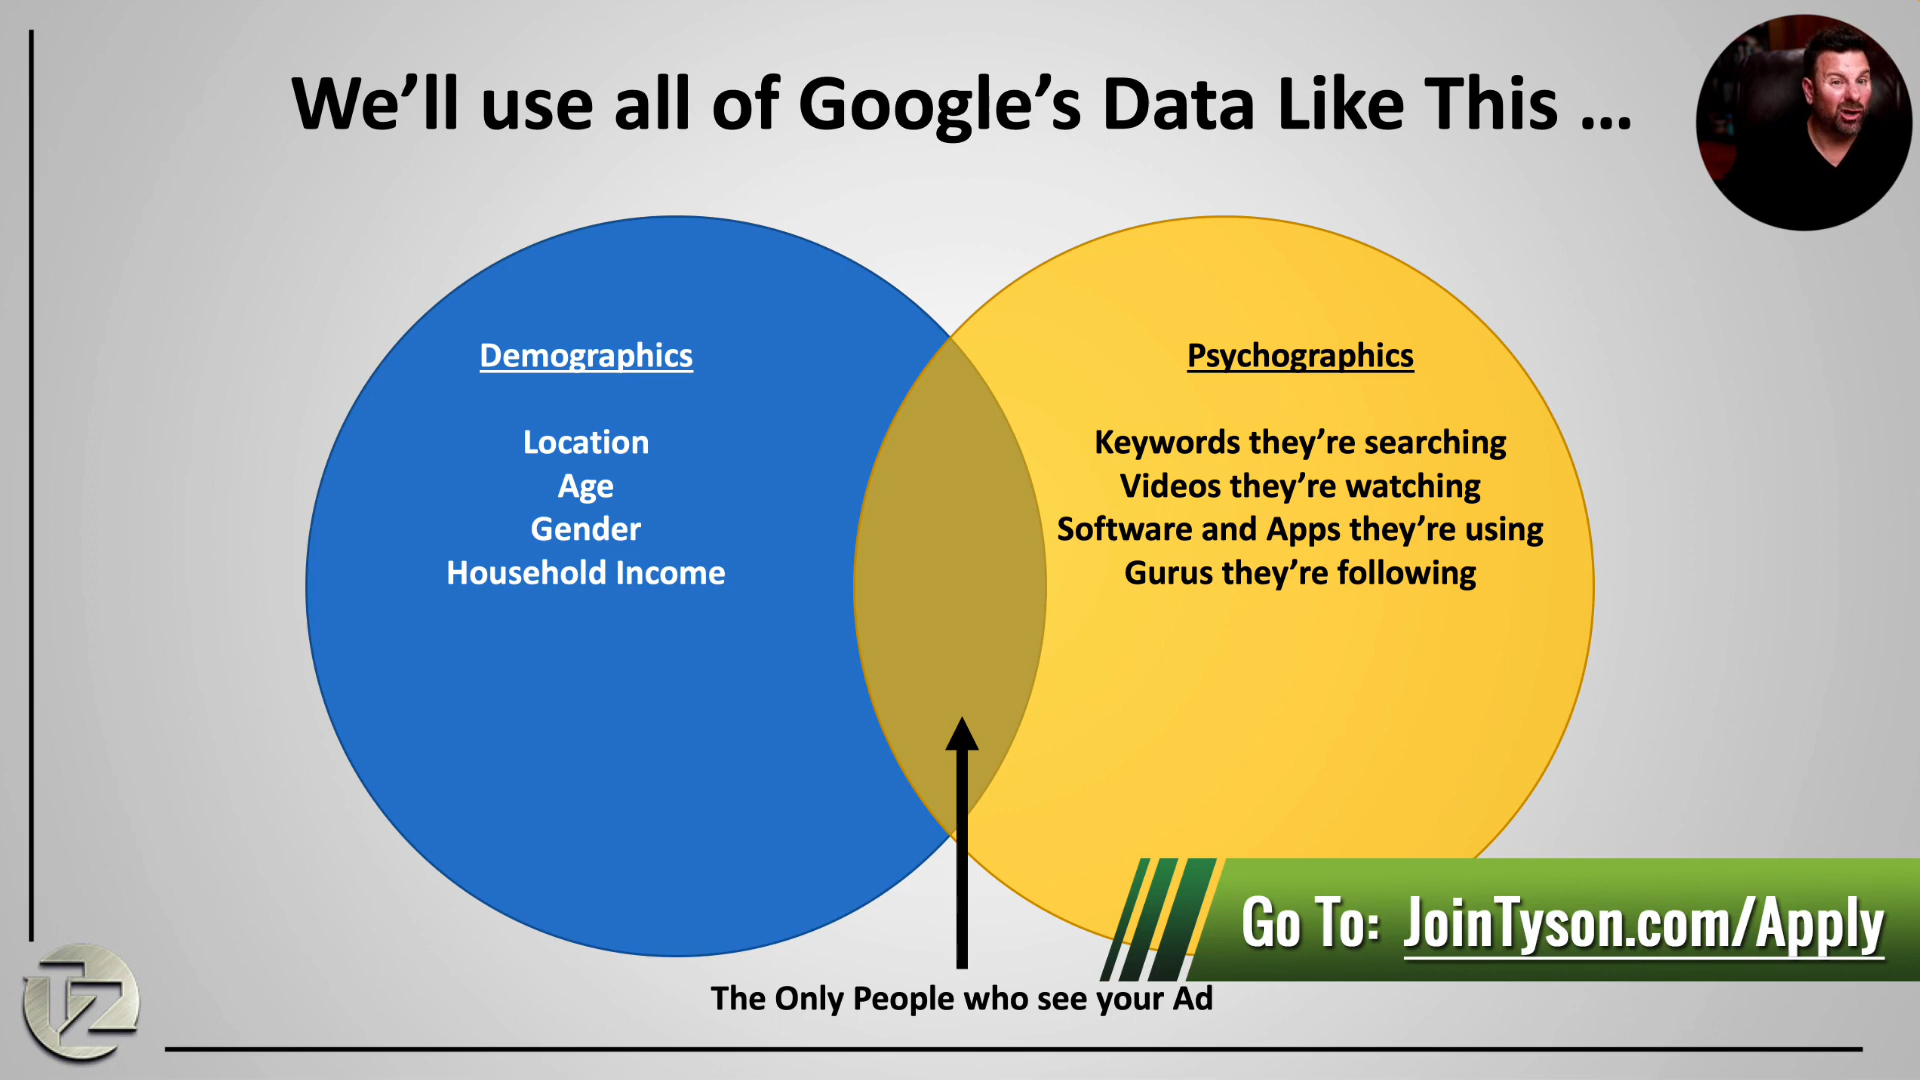 We’ll use all of Google’s Data Like This ...
Demographics
Location
Age
Gender
Household Income
Psychographics
Keywords they’re searching
Videos they’re watching
Software and Apps they’re using
Gurus they’re following
Go To: JoinTyson.com/Apply
The Only People who see your Ad
TZ